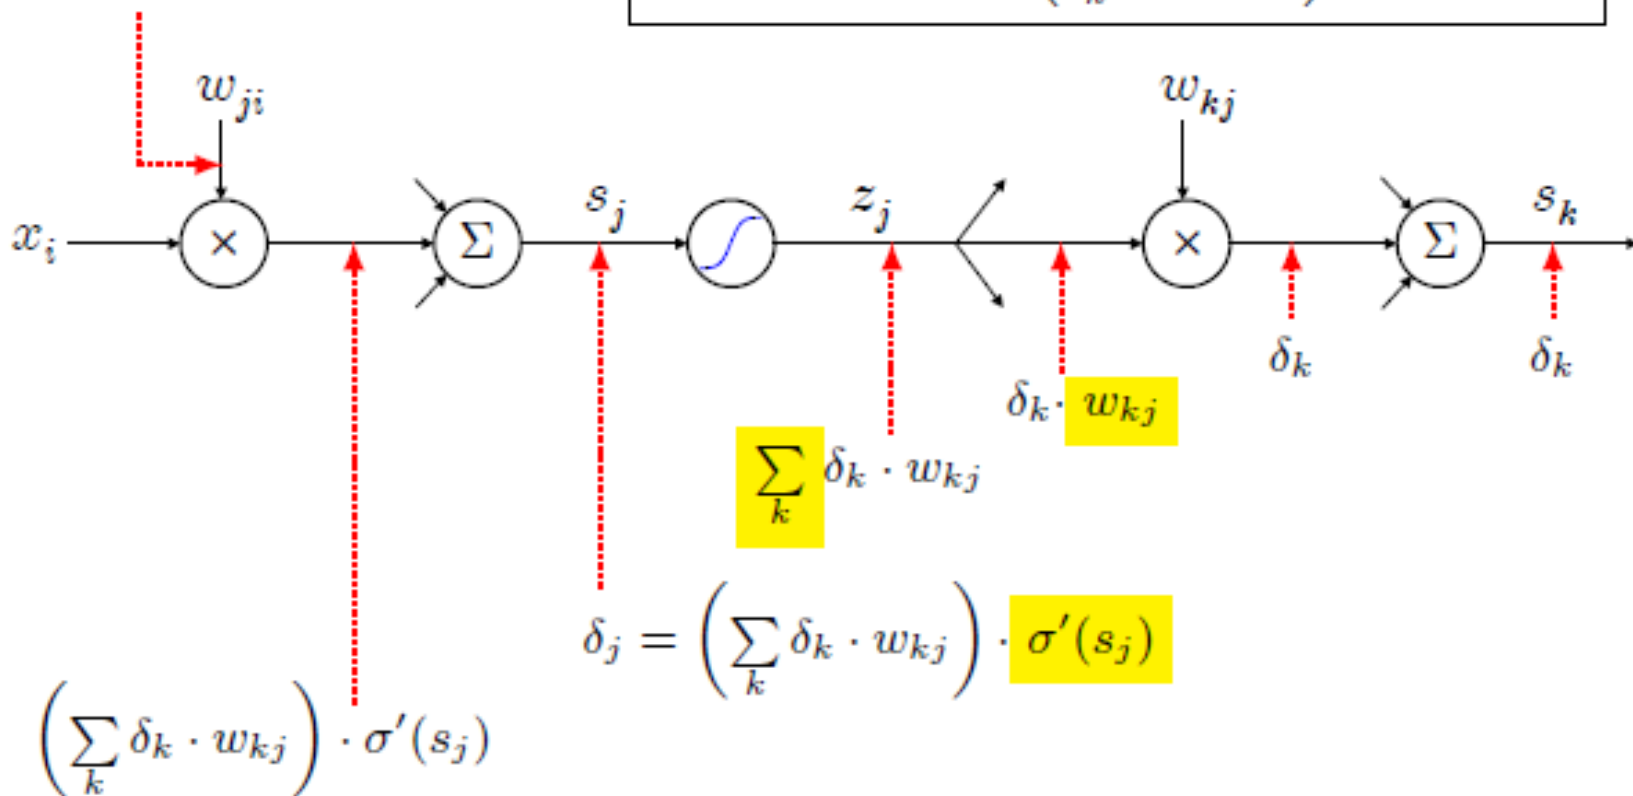 w_{ji}
w_{kj}
x_i
×
Σ
s_j
z_j
×
Σ
s_k
δ_k
δ_k
δ_k · w_{kj}
∑_k δ_k · w_{kj}
δ_j = (∑_k δ_k · w_{kj}) · σ′(s_j)
(∑_k δ_k · w_{kj}) · σ′(s_j)